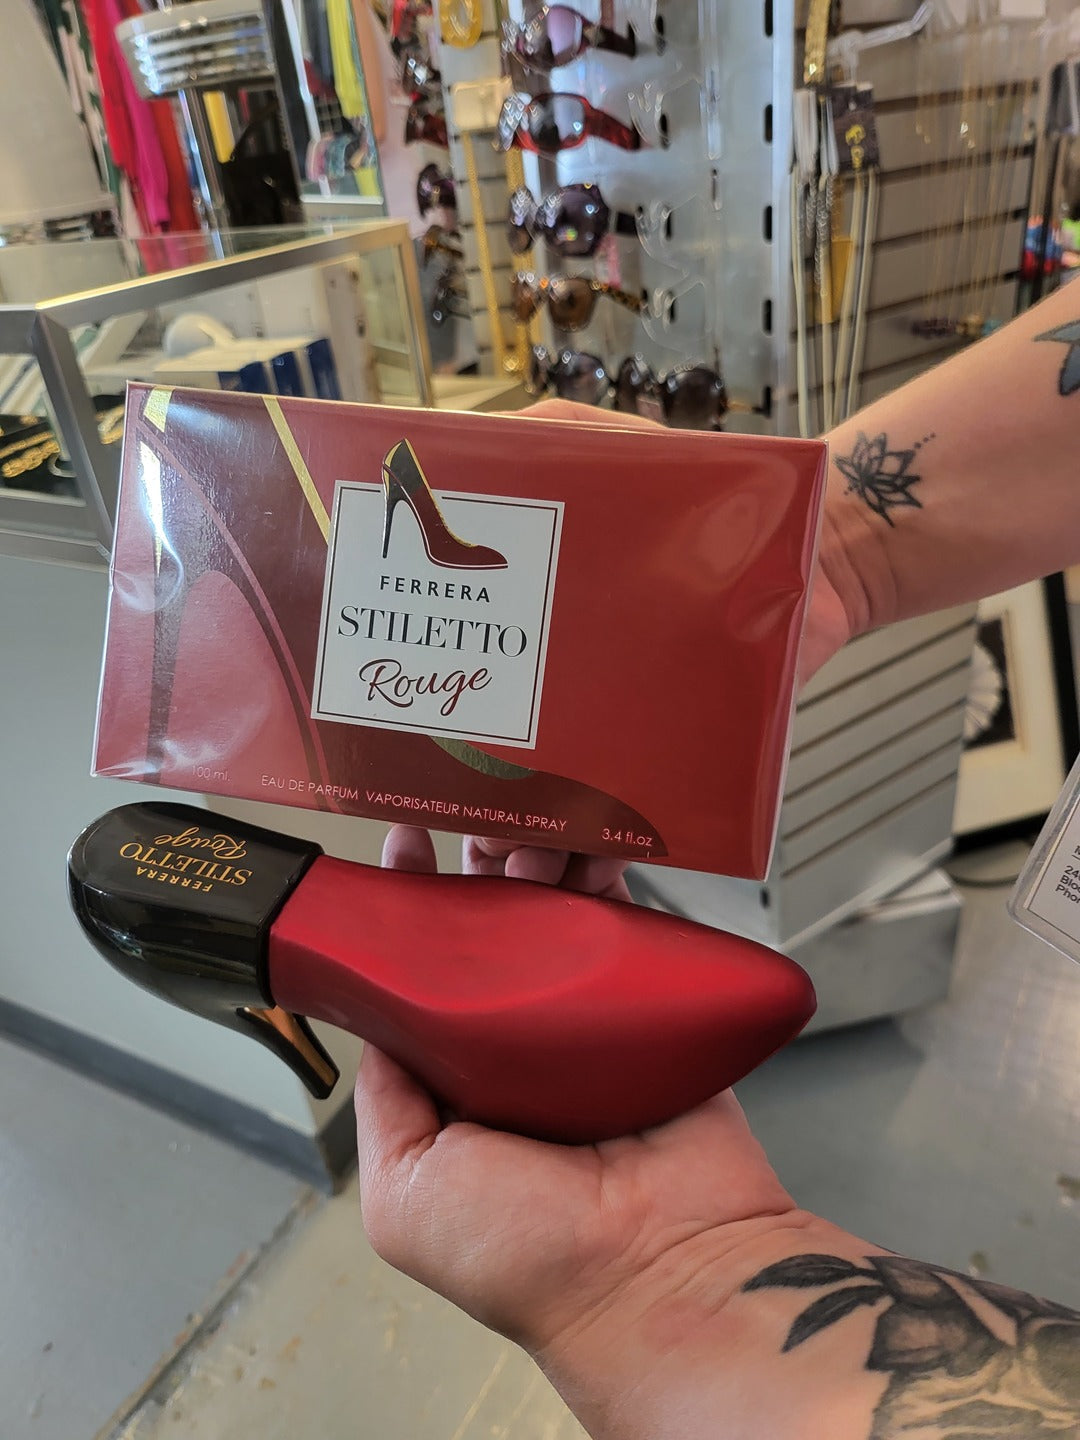 FERRERA
STILETTO
Rouge
100 ml.
EAU DE PARFUM VAPORISATEUR NATURAL SPRAY
3.4 fl.oz
FERRERA
STILETTO
Rouge